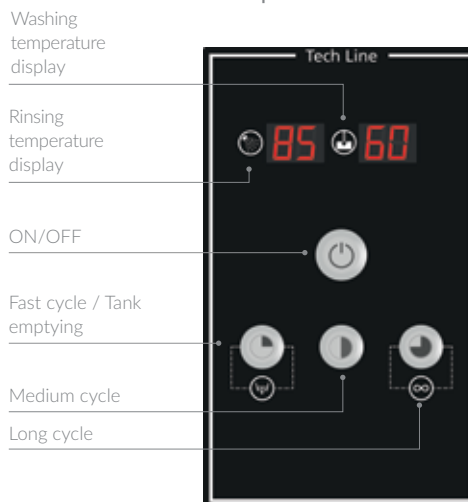 Washing
temperature
display
Tech Line
Rinsing
temperature
display
85 60
ON/OFF
Fast cycle / Tank
emptying
Medium cycle
Long cycle